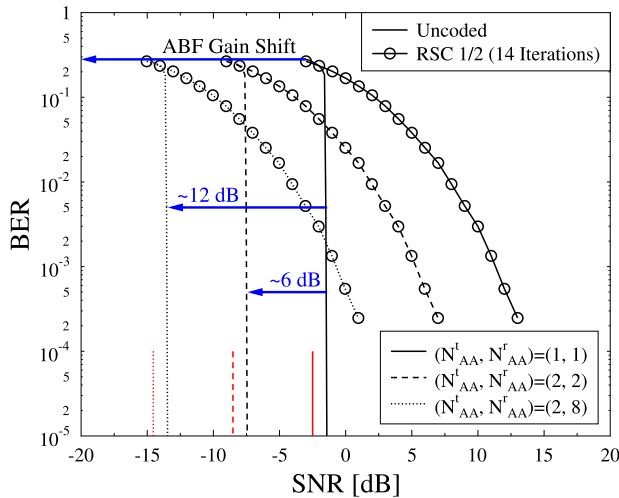 1
5
2
10^-1
5
2
10^-2
5
2
10^-3
5
2
10^-4
5
2
10^-5
BER
-20 -15 -10 -5 0 5 10 15 20
SNR [dB]
ABF Gain Shift
~12 dB
~6 dB
Uncoded
RSC 1/2 (14 Iterations)
(N^t_AA, N^r_AA)=(1, 1)
(N^t_AA, N^r_AA)=(2, 2)
(N^t_AA, N^r_AA)=(2, 8)